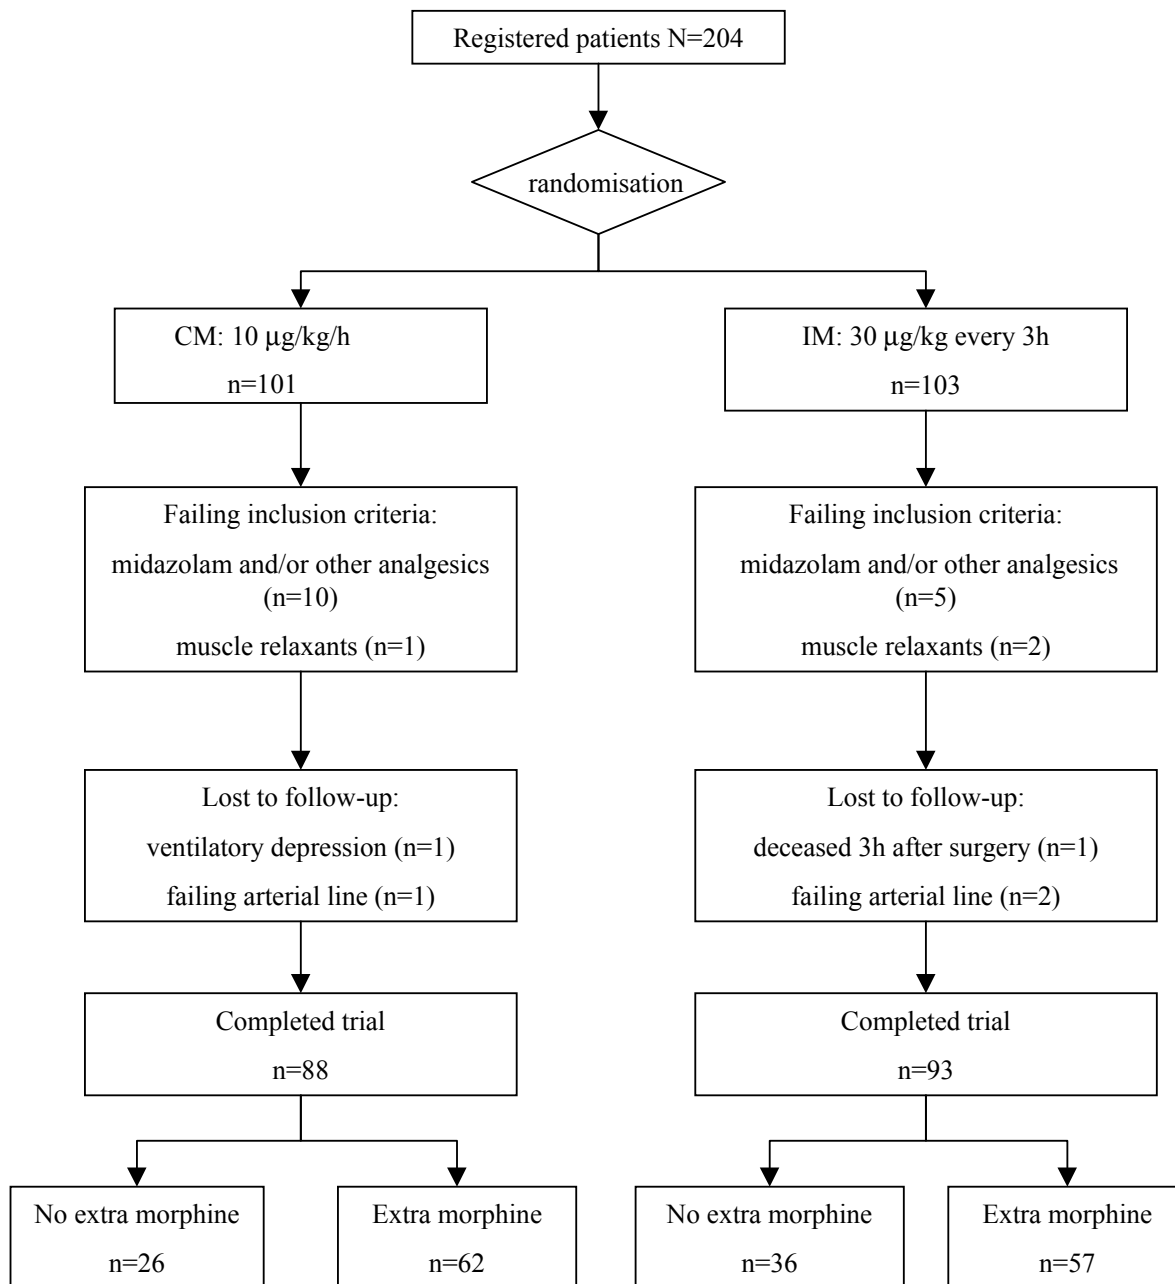 Registered patients N=204
randomisation
CM: 10 μg/kg/h
n=101
IM: 30 μg/kg every 3h
n=103
Failing inclusion criteria:
midazolam and/or other analgesics
(n=10)
muscle relaxants (n=1)
Failing inclusion criteria:
midazolam and/or other analgesics
(n=5)
muscle relaxants (n=2)
Lost to follow-up:
ventilatory depression (n=1)
failing arterial line (n=1)
Lost to follow-up:
deceased 3h after surgery (n=1)
failing arterial line (n=2)
Completed trial
n=88
Completed trial
n=93
No extra morphine
n=26
Extra morphine
n=62
No extra morphine
n=36
Extra morphine
n=57